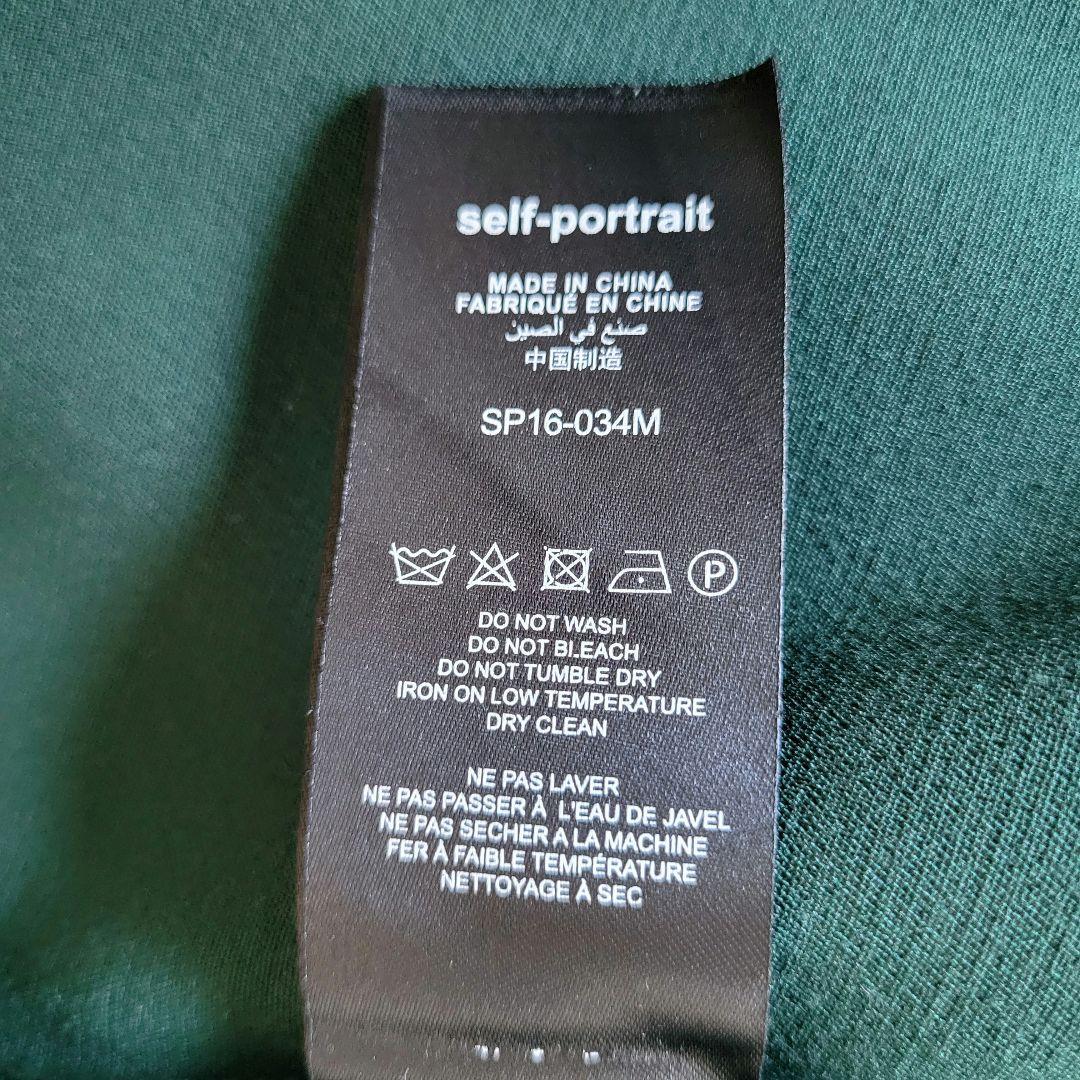 self-portrait
MADE IN CHINA
FABRIQUÉ EN CHINE
صنع في الصين
中国制造
SP16-034M
P
DO NOT WASH
DO NOT BLEACH
DO NOT TUMBLE DRY
IRON ON LOW TEMPERATURE
DRY CLEAN
NE PAS LAVER
NE PAS PASSER À L'EAU DE JAVEL
NE PAS SECHER A LA MACHINE
FER À FAIBLE TEMPÉRATURE
NETTOYAGE À SEC